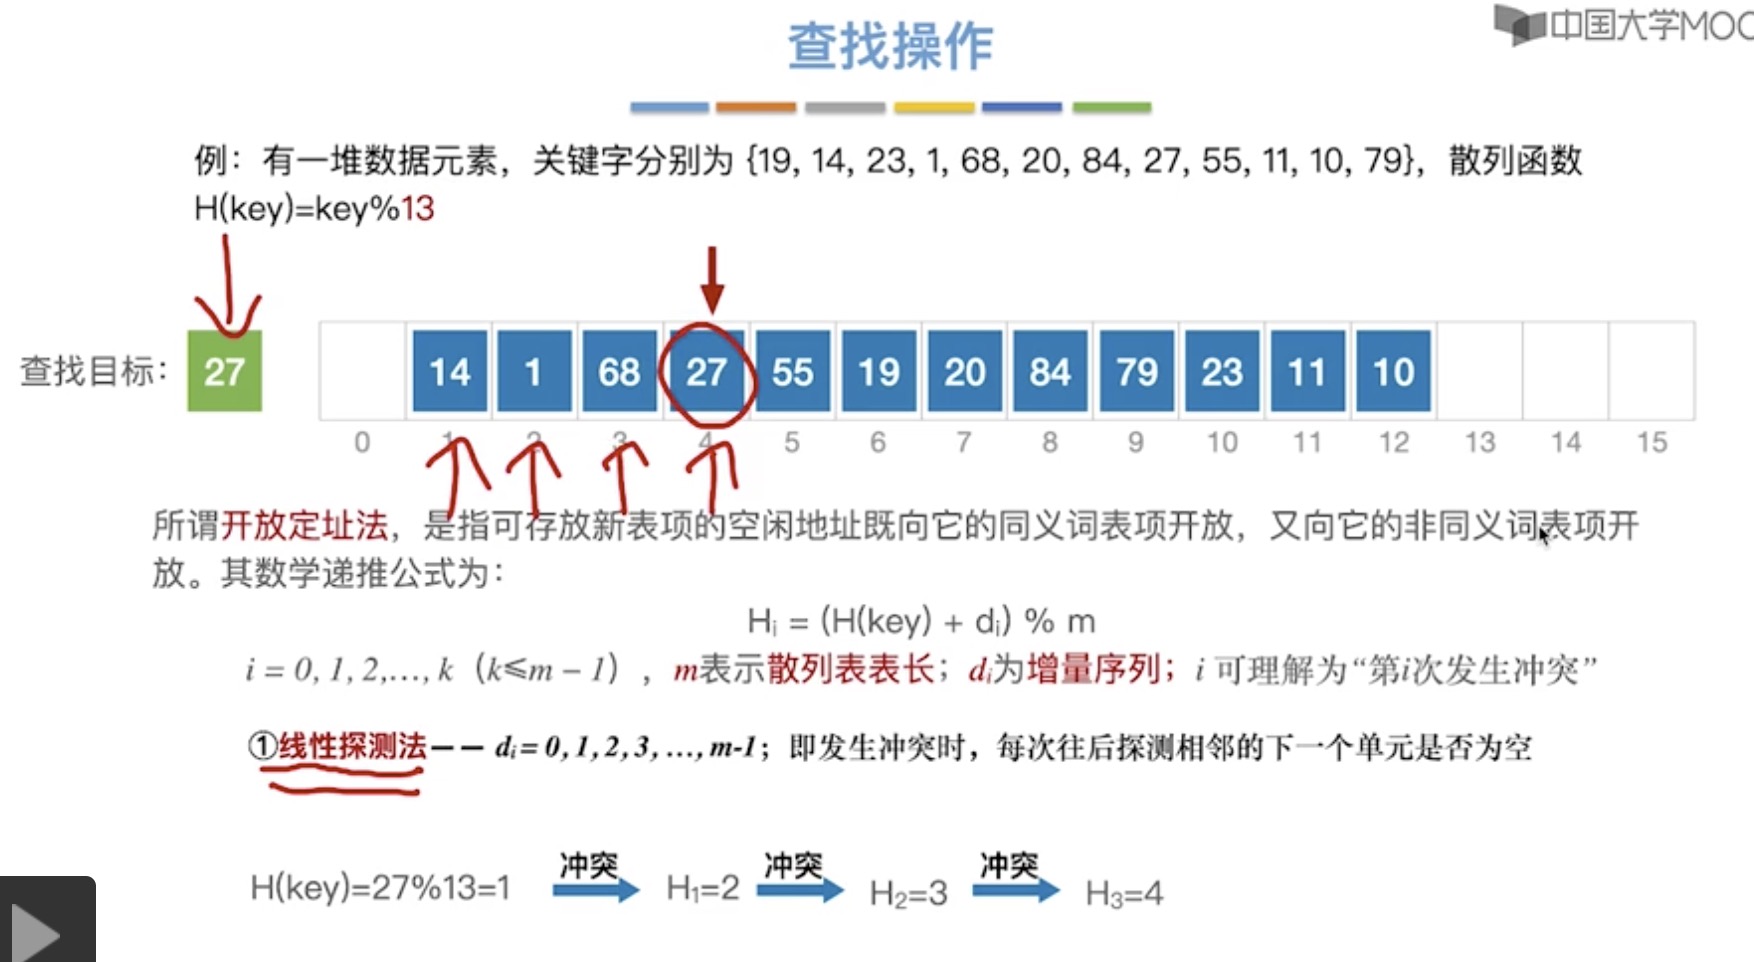 查找操作
中国大学MOOC
例：有一堆数据元素，关键字分别为 {19, 14, 23, 1, 68, 20, 84, 27, 55, 11, 10, 79}，散列函数
H(key)=key%13
查找目标：
27
14 1 68 27 55 19 20 84 79 23 11 10
0 1 2 3 4 5 6 7 8 9 10 11 12 13 14 15
所谓开放定址法，是指可存放新表项的空闲地址既向它的同义词表项开放，又向它的非同义词表项开
放。其数学递推公式为：
Hᵢ = (H(key) + dᵢ) % m
i = 0, 1, 2,…, k（k≤m – 1），m表示散列表表长；dᵢ为增量序列；i 可理解为“第i次发生冲突”
①线性探测法—— dᵢ = 0, 1, 2, 3, …, m-1；即发生冲突时，每次往后探测相邻的下一个单元是否为空
冲突 冲突 冲突
H(key)=27%13=1 H₁=2 H₂=3 H₃=4